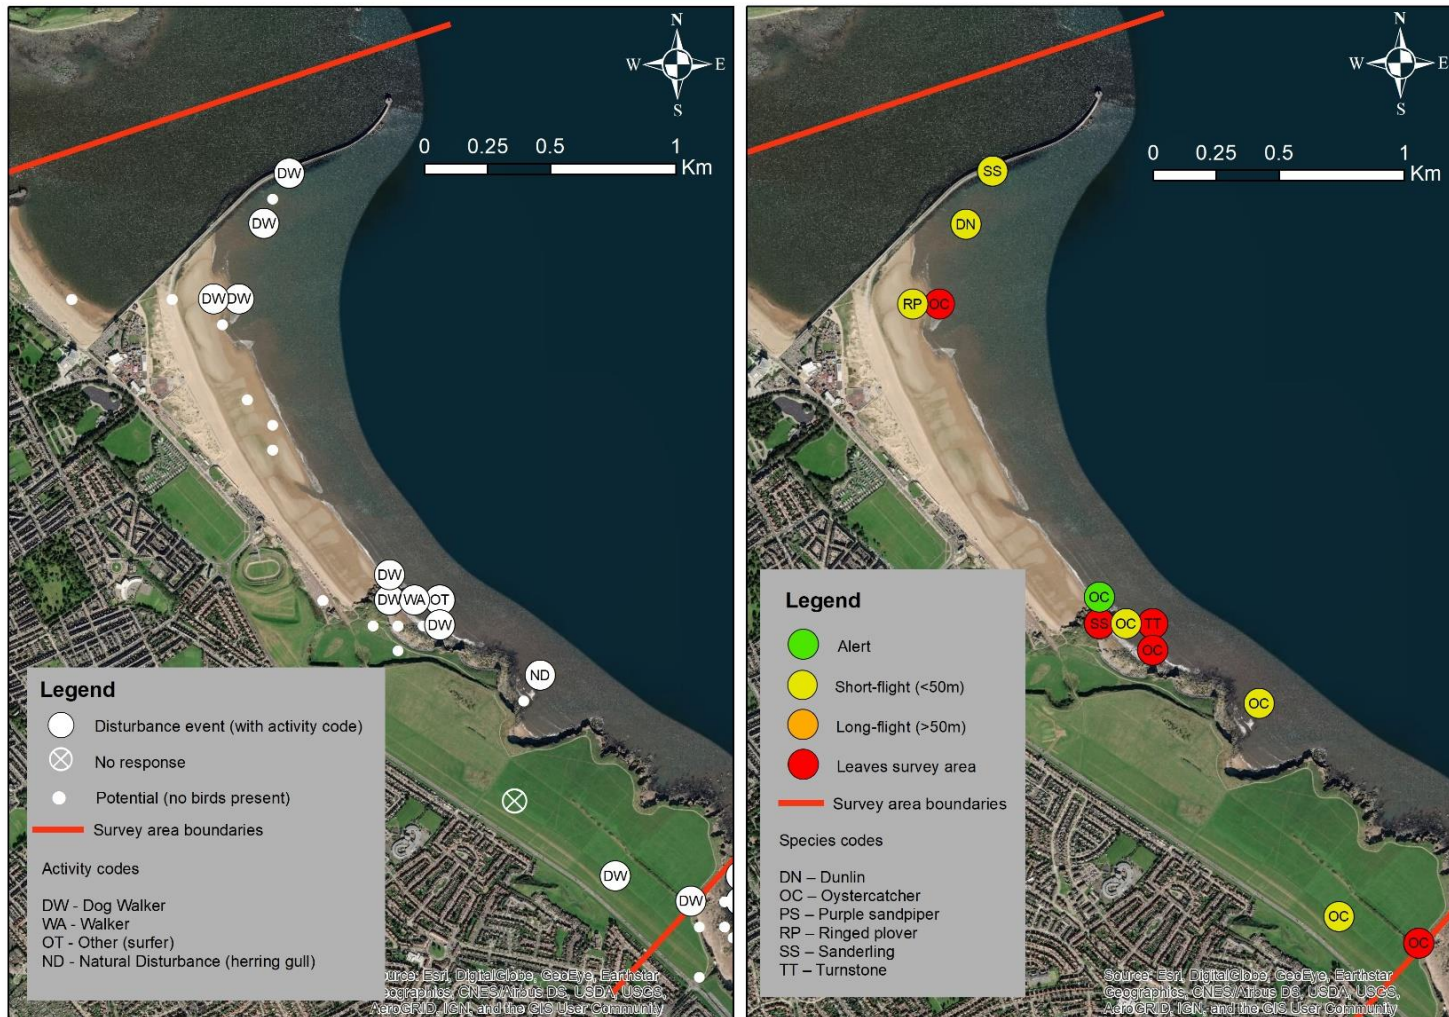 N
W E
S
0 0.25 0.5 1
Km
DW
DW
DW DW
DW
DW WA OT
DW
ND
DW
DW
Legend
Disturbance event (with activity code)
No response
Potential (no birds present)
Survey area boundaries
Activity codes
DW - Dog Walker
WA - Walker
OT - Other (surfer)
ND - Natural Disturbance (herring gull)
Source: Esri, DigitalGlobe, GeoEye, Earthstar
Geographics, CNES/Airbus DS, USDA, USGS,
AeroGRID, IGN, and the GIS User Community
N
W E
S
0 0.25 0.5 1
Km
SS
DN
RP OC
OC
SS OC TT
OC
OC
OC
OC
Legend
Alert
Short-flight (<50m)
Long-flight (>50m)
Leaves survey area
Survey area boundaries
Species codes
DN – Dunlin
OC – Oystercatcher
PS – Purple sandpiper
RP – Ringed plover
SS – Sanderling
TT – Turnstone
Source: Esri, DigitalGlobe, GeoEye, Earthstar
Geographics, CNES/Airbus DS, USDA, USGS,
AeroGRID, IGN, and the GIS User Community